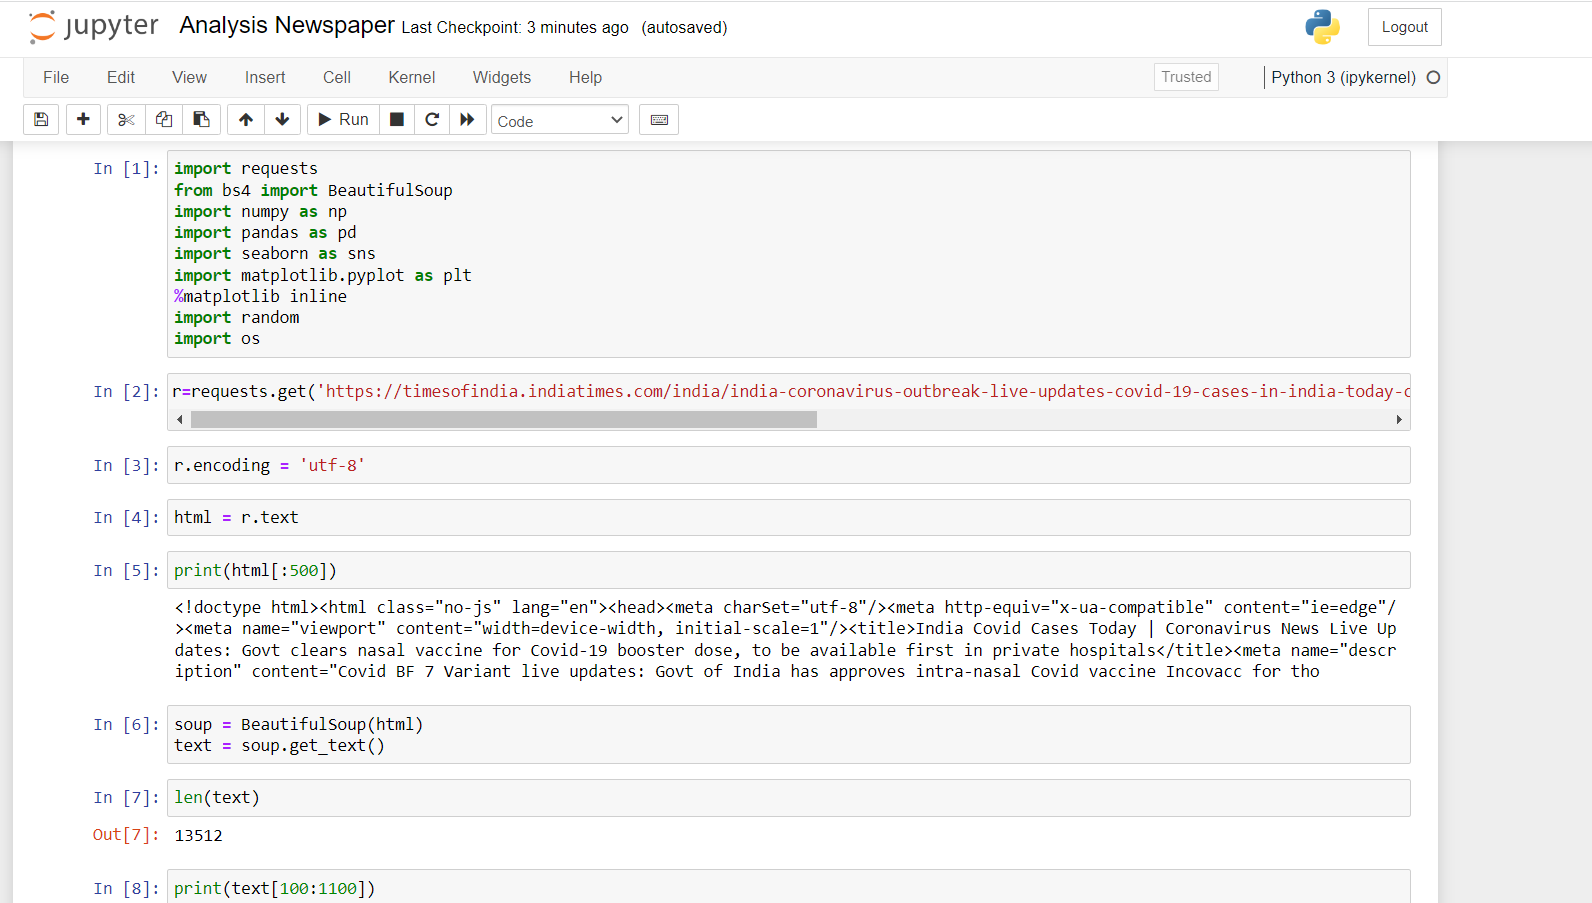 jupyter Analysis Newspaper Last Checkpoint: 3 minutes ago (autosaved) Logout
File Edit View Insert Cell Kernel Widgets Help Trusted Python 3 (ipykernel)
Run Code
In [1]: import requests
from bs4 import BeautifulSoup
import numpy as np
import pandas as pd
import seaborn as sns
import matplotlib.pyplot as plt
%matplotlib inline
import random
import os
In [2]: r=requests.get('https://timesofindia.indiatimes.com/india/india-coronavirus-outbreak-live-updates-covid-19-cases-in-india-today-c
In [3]: r.encoding = 'utf-8'
In [4]: html = r.text
In [5]: print(html[:500])
<!doctype html><html class="no-js" lang="en"><head><meta charSet="utf-8"/><meta http-equiv="x-ua-compatible" content="ie=edge"/
><meta name="viewport" content="width=device-width, initial-scale=1"/><title>India Covid Cases Today | Coronavirus News Live Up
dates: Govt clears nasal vaccine for Covid-19 booster dose, to be available first in private hospitals</title><meta name="descr
iption" content="Covid BF 7 Variant live updates: Govt of India has approves intra-nasal Covid vaccine Incovacc for tho
In [6]: soup = BeautifulSoup(html)
text = soup.get_text()
In [7]: len(text)
Out[7]: 13512
In [8]: print(text[100:1100])